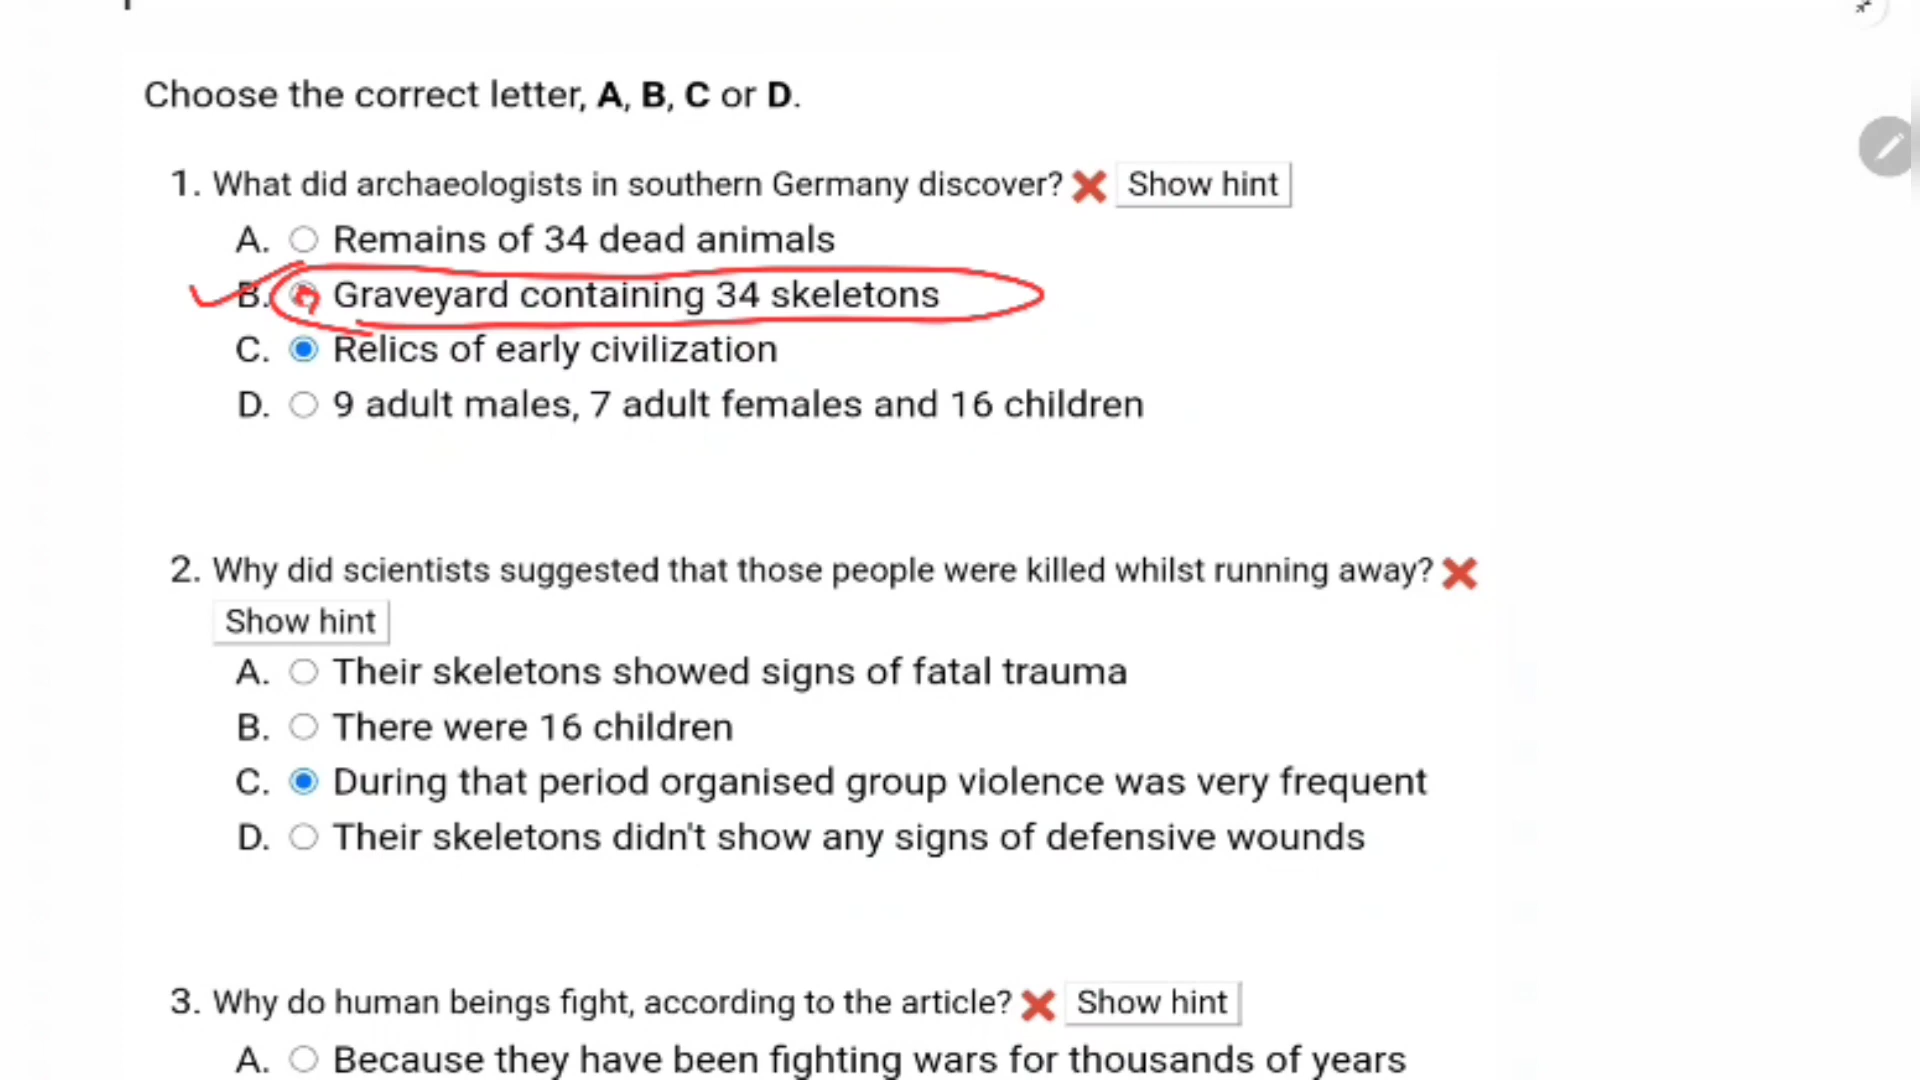 Choose the correct letter, A, B, C or D.
1. What did archaeologists in southern Germany discover? Show hint
A. Remains of 34 dead animals
B. Graveyard containing 34 skeletons
C. Relics of early civilization
D. 9 adult males, 7 adult females and 16 children
2. Why did scientists suggested that those people were killed whilst running away?
Show hint
A. Their skeletons showed signs of fatal trauma
B. There were 16 children
C. During that period organised group violence was very frequent
D. Their skeletons didn't show any signs of defensive wounds
3. Why do human beings fight, according to the article? Show hint
A. Because they have been fighting wars for thousands of years